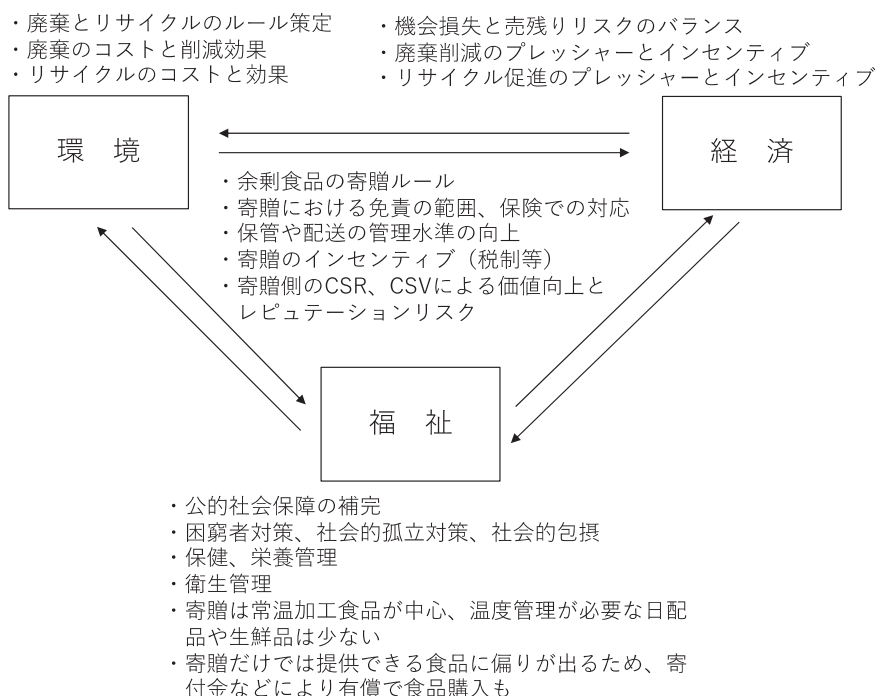 ・廃棄とリサイクルのルール策定
・廃棄のコストと削減効果
・リサイクルのコストと効果
・機会損失と売残りリスクのバランス
・廃棄削減のプレッシャーとインセンティブ
・リサイクル促進のプレッシャーとインセンティブ
環　境
経　済
・余剰食品の寄贈ルール
・寄贈における免責の範囲、保険での対応
・保管や配送の管理水準の向上
・寄贈のインセンティブ（税制等）
・寄贈側のCSR、CSVによる価値向上と
レピュテーションリスク
福　祉
・公的社会保障の補完
・困窮者対策、社会的孤立対策、社会的包摂
・保健、栄養管理
・衛生管理
・寄贈は常温加工食品が中心、温度管理が必要な日配
品や生鮮品は少ない
・寄贈だけでは提供できる食品に偏りが出るため、寄
付金などにより有償で食品購入も